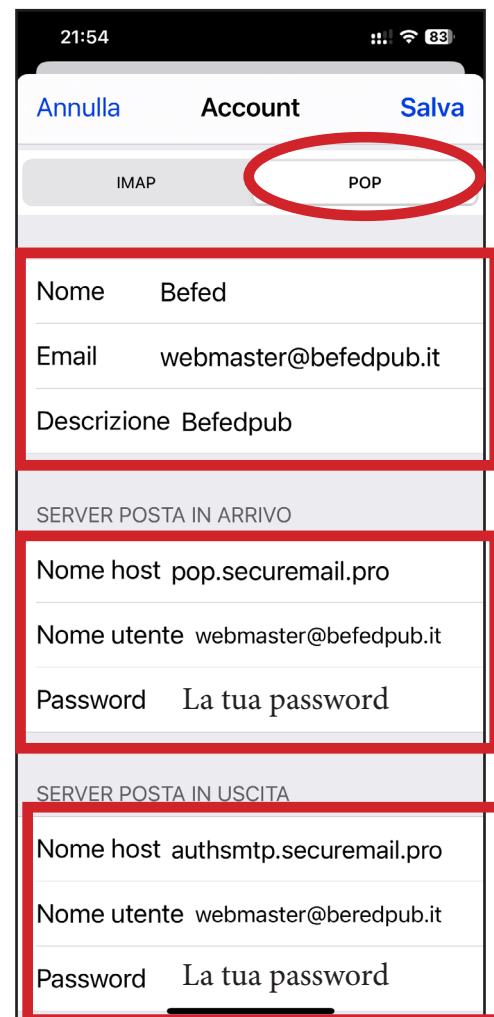 21:54 83
Annulla Account Salva
IMAP POP
Nome Befed
Email webmaster@befedpub.it
Descrizione Befedpub
SERVER POSTA IN ARRIVO
Nome host pop.securemail.pro
Nome utente webmaster@befedpub.it
Password La tua password
SERVER POSTA IN USCITA
Nome host authsmtp.securemail.pro
Nome utente webmaster@beredpub.it
Password La tua password